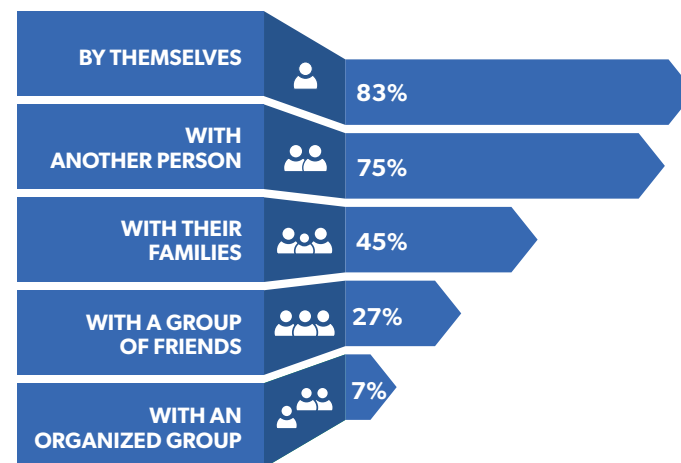 BY THEMSELVES
83%
WITH
ANOTHER PERSON
75%
WITH THEIR
FAMILIES
45%
WITH A GROUP
OF FRIENDS
27%
WITH AN
ORGANIZED GROUP
7%